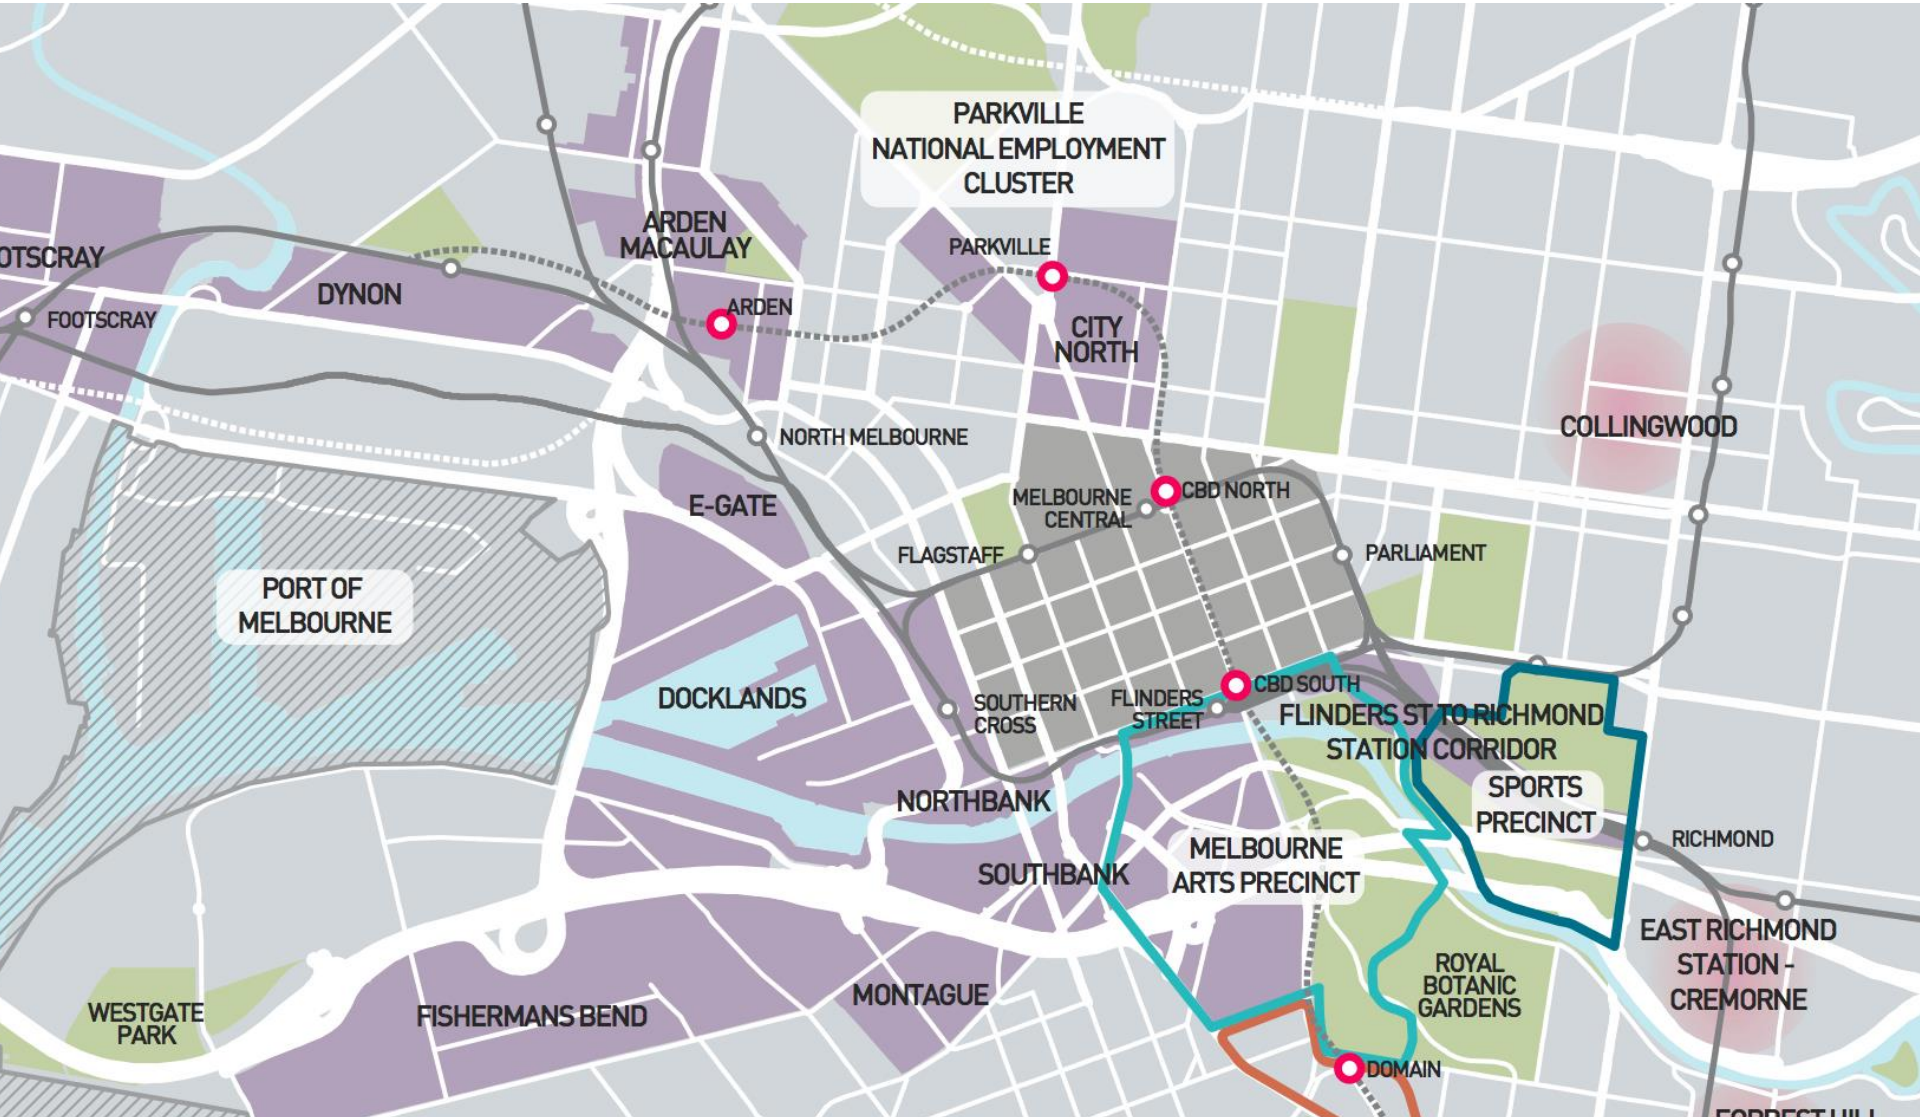 PARKVILLE
NATIONAL EMPLOYMENT
CLUSTER
ARDEN
MACAULAY
PARKVILLE
OTSCRAY
DYNON
ARDEN
FOOTSCRAY
CITY
NORTH
COLLINGWOOD
NORTH MELBOURNE
E-GATE
MELBOURNE
CENTRAL
CBD NORTH
FLAGSTAFF
PARLIAMENT
PORT OF
MELBOURNE
DOCKLANDS
SOUTHERN
CROSS
FLINDERS
STREET
CBD SOUTH
FLINDERS ST TO RICHMOND
STATION CORRIDOR
SPORTS
PRECINCT
NORTHBANK
RICHMOND
MELBOURNE
ARTS PRECINCT
SOUTHBANK
EAST RICHMOND
STATION -
CREMORNE
ROYAL
BOTANIC
GARDENS
MONTAGUE
WESTGATE
PARK
FISHERMANS BEND
DOMAIN
FORREST HILL